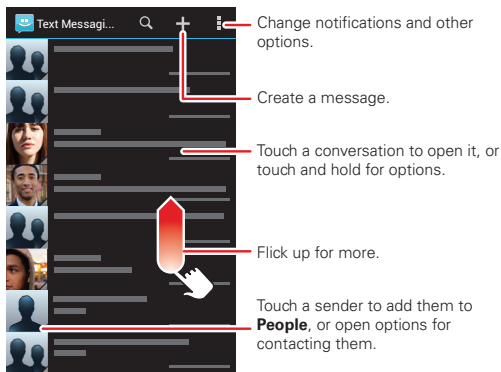 Text Messagi...
Change notifications and other
options.
Create a message.
Touch a conversation to open it, or
touch and hold for options.
Flick up for more.
Touch a sender to add them to
People, or open options for
contacting them.